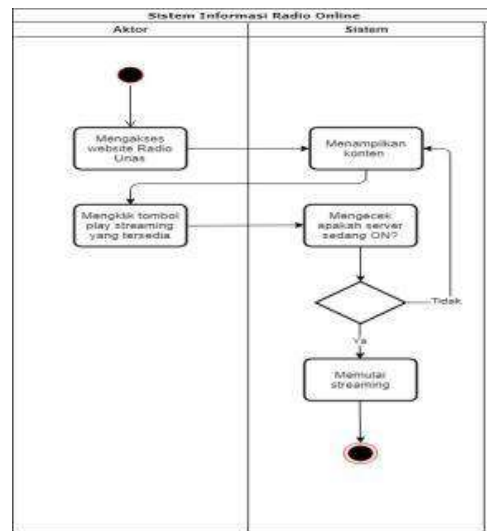 Sistem Informasi Radio Online
Aktor
Sistem
Mengakses
website Radio
Unas
Menampilkan
konten
Mengklik tombol
play streaming
yang tersedia
Mengecek
apakah server
sedang ON?
Tidak
Ya
Memulai
streaming